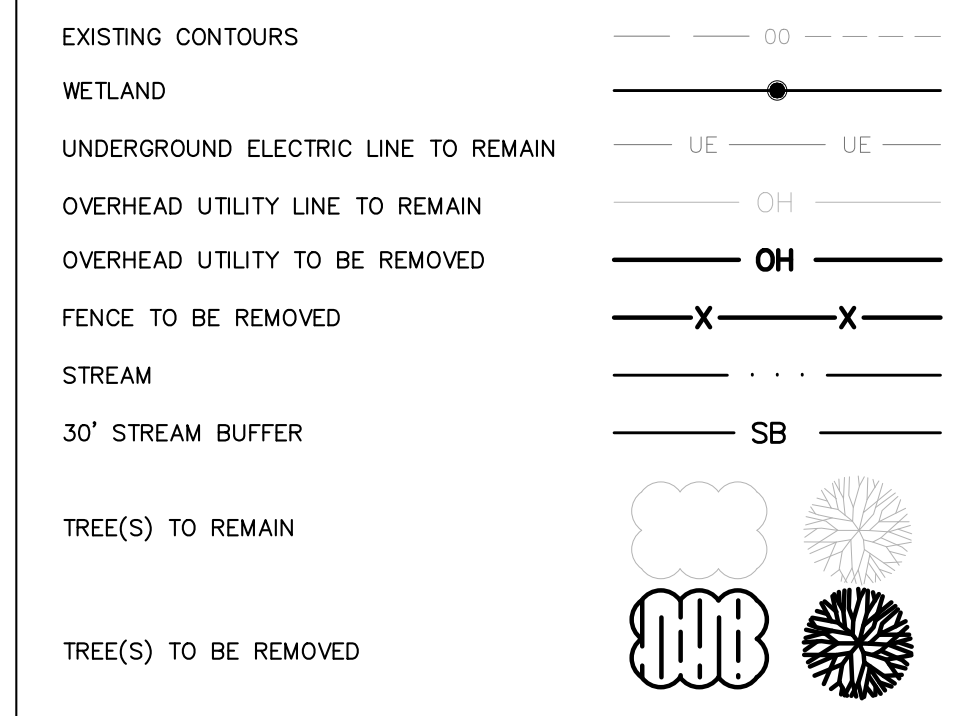 EXISTING CONTOURS 00
WETLAND
UNDERGROUND ELECTRIC LINE TO REMAIN UE UE
OVERHEAD UTILITY LINE TO REMAIN OH
OVERHEAD UTILITY TO BE REMOVED OH
FENCE TO BE REMOVED X X
STREAM
30' STREAM BUFFER SB
TREE(S) TO REMAIN
TREE(S) TO BE REMOVED